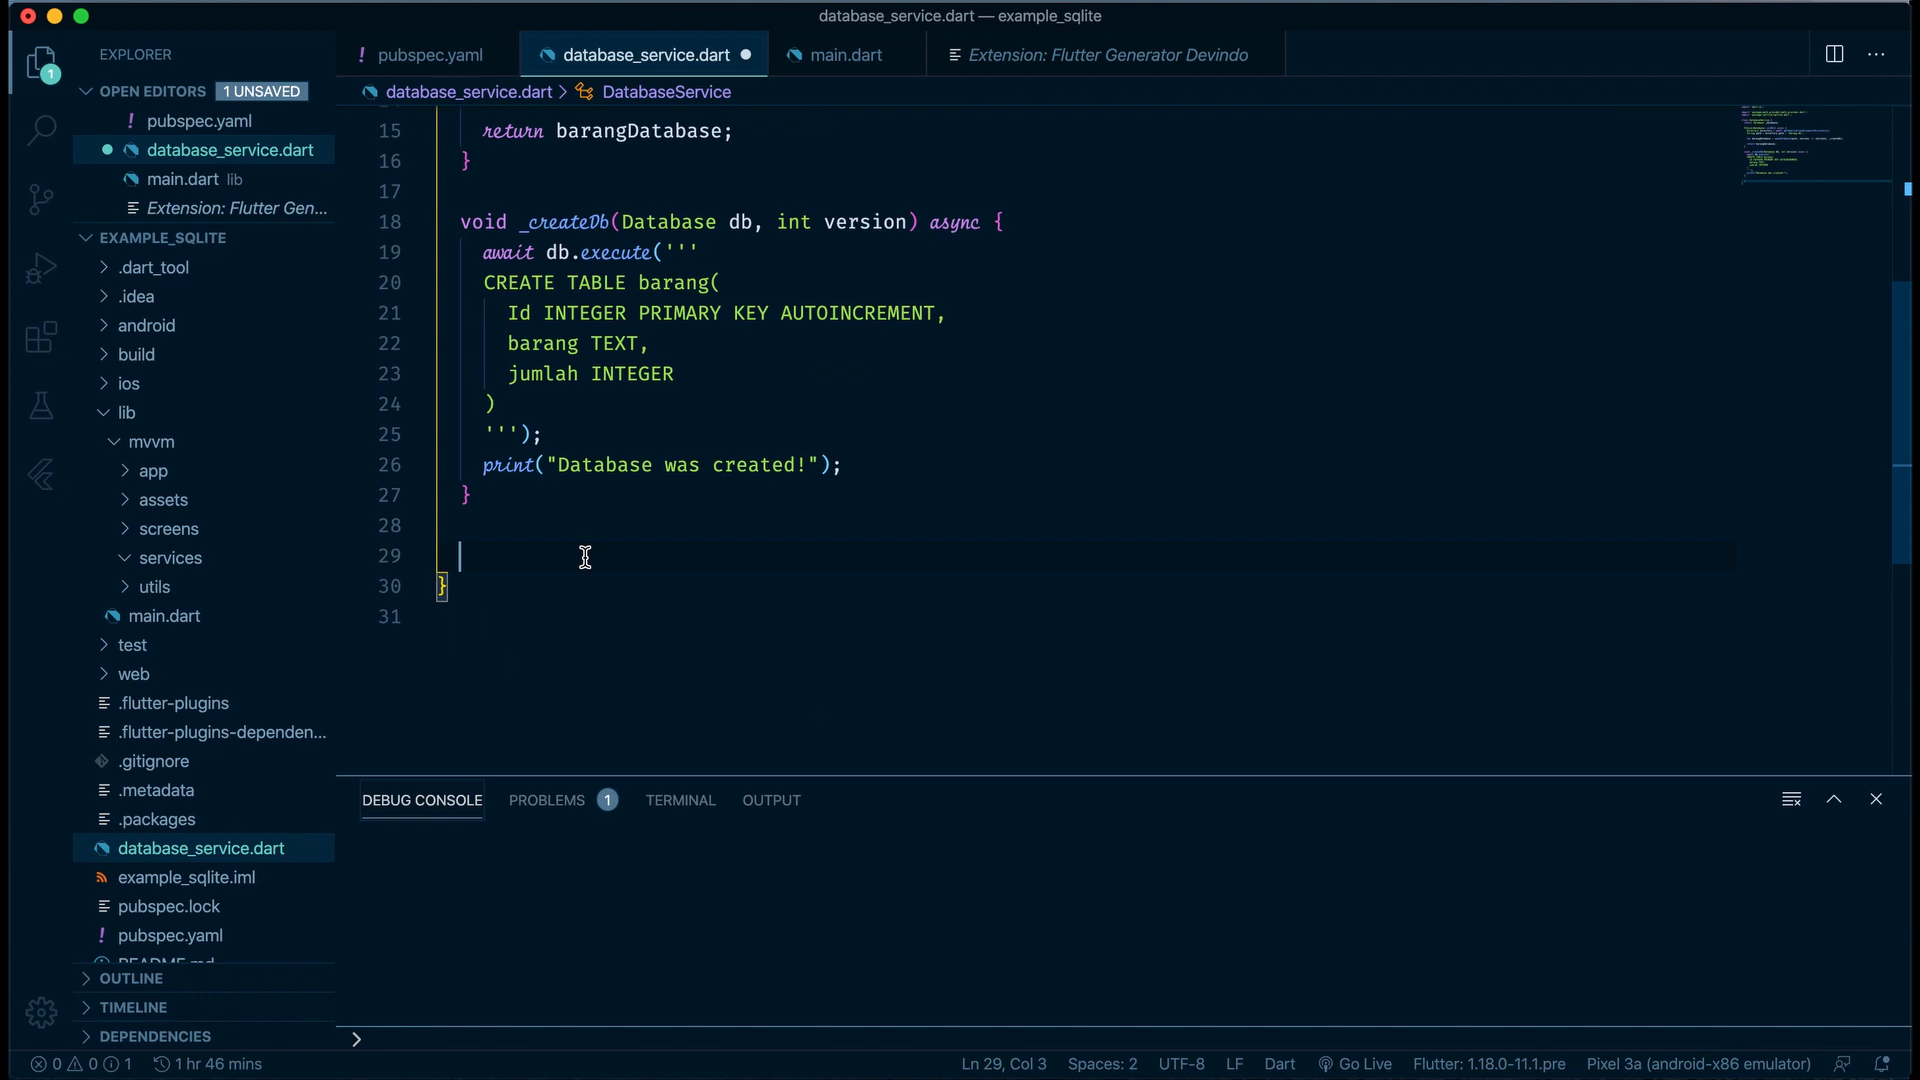 database_service.dart — example_sqlite
EXPLORER
pubspec.yaml
database_service.dart
main.dart
Extension: Flutter Generator Devindo
OPEN EDITORS 1 UNSAVED
database_service.dart > DatabaseService
pubspec.yaml
database_service.dart
main.dart lib
Extension: Flutter Gen...
EXAMPLE_SQLITE
.dart_tool
.idea
android
build
ios
lib
mvvm
app
assets
screens
services
utils
main.dart
test
web
.flutter-plugins
.flutter-plugins-dependen...
.gitignore
.metadata
.packages
database_service.dart
example_sqlite.iml
pubspec.lock
pubspec.yaml
README.md
OUTLINE
TIMELINE
DEPENDENCIES
1
15 return barangDatabase;
16 }
17
18 void _createDb(Database db, int version) async {
19 await db.execute('''
20 CREATE TABLE barang(
21 Id INTEGER PRIMARY KEY AUTOINCREMENT,
22 barang TEXT,
23 jumlah INTEGER
24 )
25 ''');
26 print("Database was created!");
27 }
28
29
30 }
31
DEBUG CONSOLE PROBLEMS 1 TERMINAL OUTPUT
0 0 1 1 hr 46 mins Ln 29, Col 3 Spaces: 2 UTF-8 LF Dart Go Live Flutter: 1.18.0-11.1.pre Pixel 3a (android-x86 emulator)